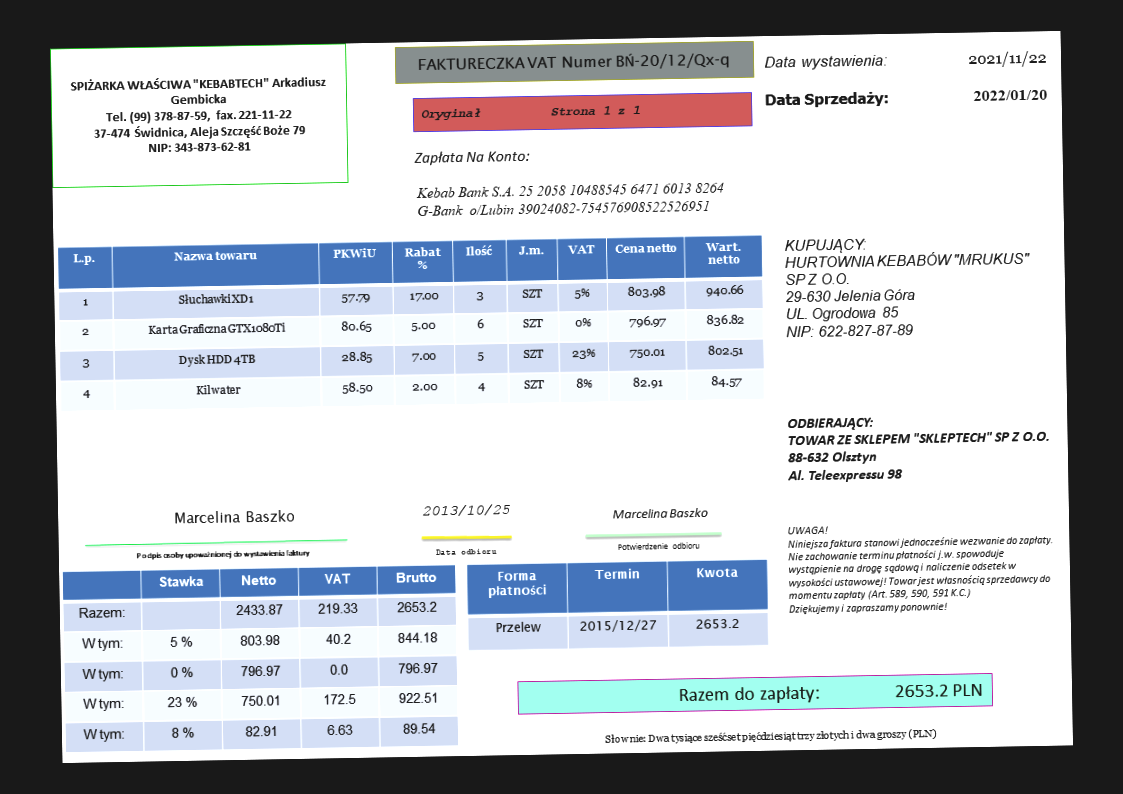 SPIŻARKA WŁAŚCIWA "KEBABTECH" Arkadiusz
Gembicka
Tel. (99) 378-87-59, fax. 221-11-22
37-474 Świdnica, Aleja Szczęść Boże 79
NIP: 343-873-62-81
FAKTURECZKA VAT Numer BŃ-20/12/Qx-q
Oryginał Strona 1 z 1
Data wystawienia: 2021/11/22
Data Sprzedaży: 2022/01/20
Zapłata Na Konto:
Kebab Bank S.A. 25 2058 10488545 6471 6013 8264
G-Bank o/Lubin 39024082-754576908522526951
L.p. Nazwa towaru PKWiU Rabat % Ilość J.m. VAT Cena netto Wart. netto
1 Słuchawki XD1 57.79 17.00 3 SZT 5% 803.98 940.66
2 Karta Graficzna GTX1080Ti 80.65 5.00 6 SZT 0% 796.97 836.82
3 Dysk HDD 4TB 28.85 7.00 5 SZT 23% 750.01 802.51
4 Kilwater 58.50 2.00 4 SZT 8% 82.91 84.57
KUPUJĄCY:
HURTOWNIA KEBABÓW "MRUKUS"
SP Z O.O.
29-630 Jelenia Góra
UL. Ogrodowa 85
NIP: 622-827-87-89
ODBIERAJĄCY:
TOWAR ZE SKLEPEM "SKLEPTECH" SP Z O.O.
88-632 Olsztyn
Al. Teleexpressu 98
Marcelina Baszko
Podpis osoby upoważnionej do wystawienia faktury
2013/10/25
Data odbioru
Marcelina Baszko
Potwierdzenie odbioru
UWAGA!
Niniejsza faktura stanowi jednocześnie wezwanie do zapłaty.
Nie zachowanie terminu płatności j.w. spowoduje
wystąpienie na drogę sądową i naliczenie odsetek w
wysokości ustawowej! Towar jest własnością sprzedawcy do
momentu zapłaty (Art. 589, 590, 591 K.C.)
Dziękujemy i zapraszamy ponownie!
Stawka Netto VAT Brutto
Razem: 2433.87 219.33 2653.2
W tym: 5 % 803.98 40.2 844.18
W tym: 0 % 796.97 0.0 796.97
W tym: 23 % 750.01 172.5 922.51
W tym: 8 % 82.91 6.63 89.54
Forma płatności Termin Kwota
Przelew 2015/12/27 2653.2
Razem do zapłaty: 2653.2 PLN
Słownie: Dwa tysiące sześćset pięćdziesiąt trzy złotych i dwa groszy (PLN)